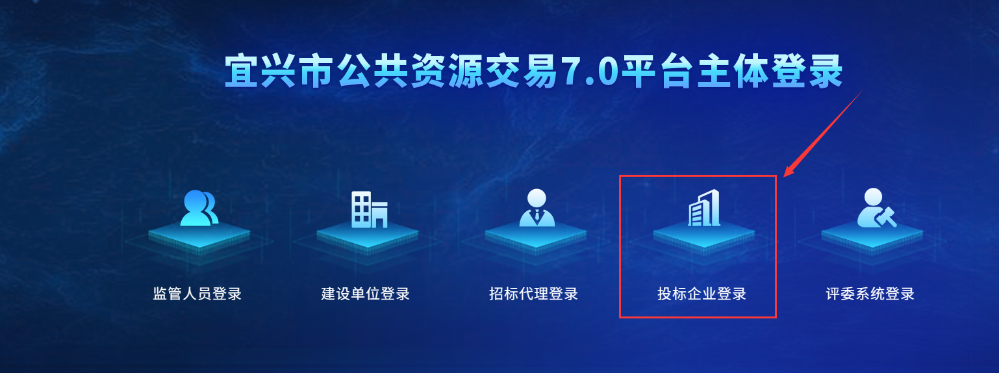 宜兴市公共资源交易7.0平台主体登录
监管人员登录
建设单位登录
招标代理登录
投标企业登录
评委系统登录